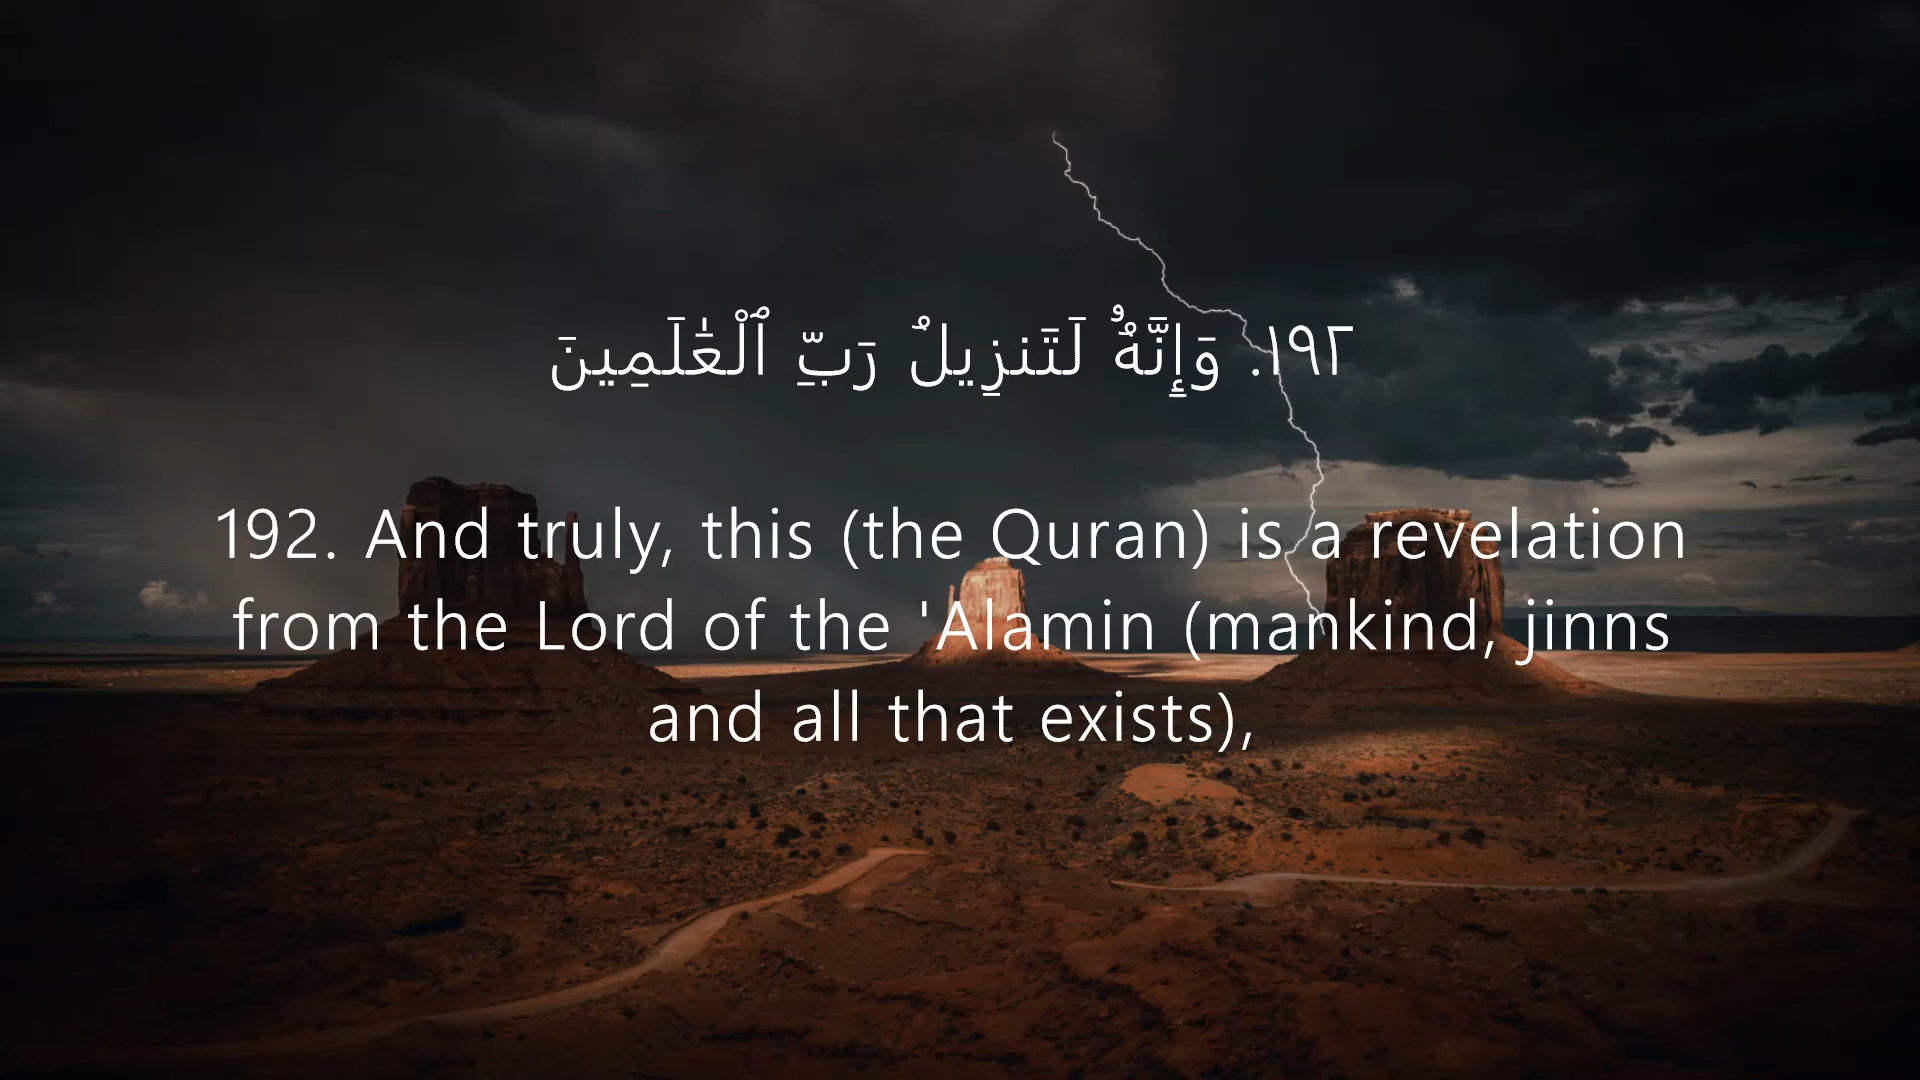 ١٩٢. وَإِنَّهُۥ لَتَنزِيلُ رَبِّ ٱلْعَٰلَمِينَ
192. And truly, this (the Quran) is a revelation
from the Lord of the 'Alamin (mankind, jinns
and all that exists),